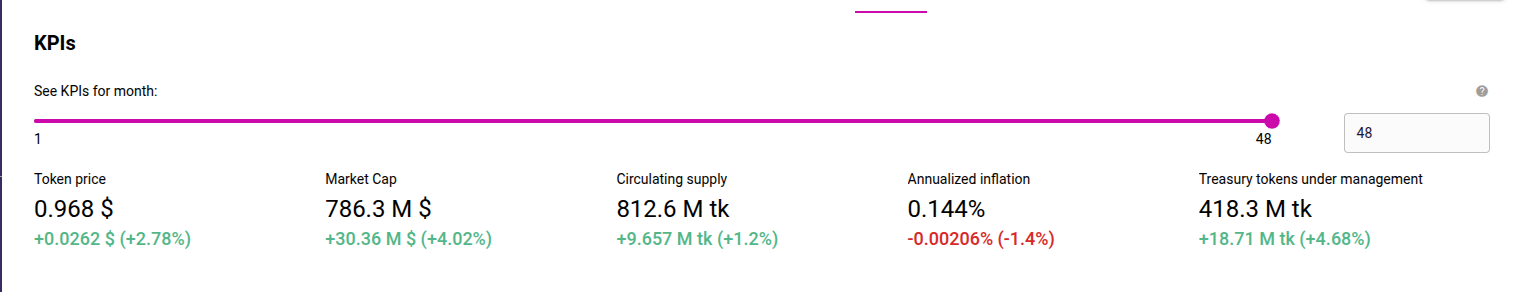 KPIs
See KPIs for month:
?
1
48
48
Token price
0.968 $
+0.0262 $ (+2.78%)
Market Cap
786.3 M $
+30.36 M $ (+4.02%)
Circulating supply
812.6 M tk
+9.657 M tk (+1.2%)
Annualized inflation
0.144%
-0.00206% (-1.4%)
Treasury tokens under management
418.3 M tk
+18.71 M tk (+4.68%)